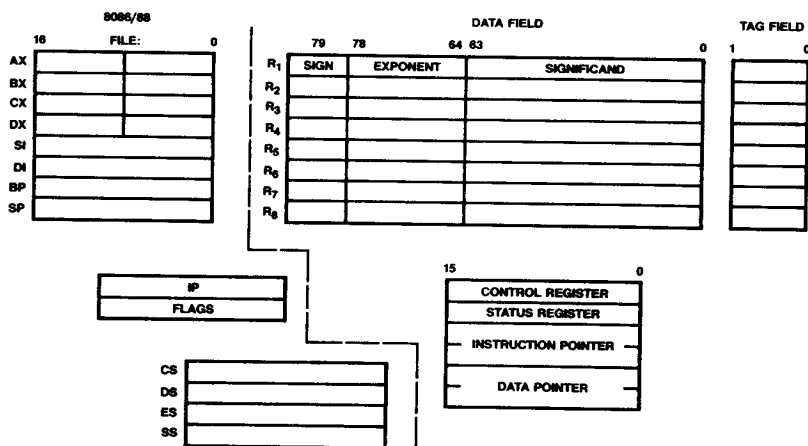 8086/88
16 FILE: 0
AX
BX
CX
DX
SI
DI
BP
SP
IP
FLAGS
CS
DS
ES
SS
DATA FIELD
79 78 64 63 0
R1 SIGN EXPONENT SIGNIFICAND
R2
R3
R4
R5
R6
R7
R8
TAG FIELD
1 0
15 0
CONTROL REGISTER
STATUS REGISTER
INSTRUCTION POINTER
DATA POINTER